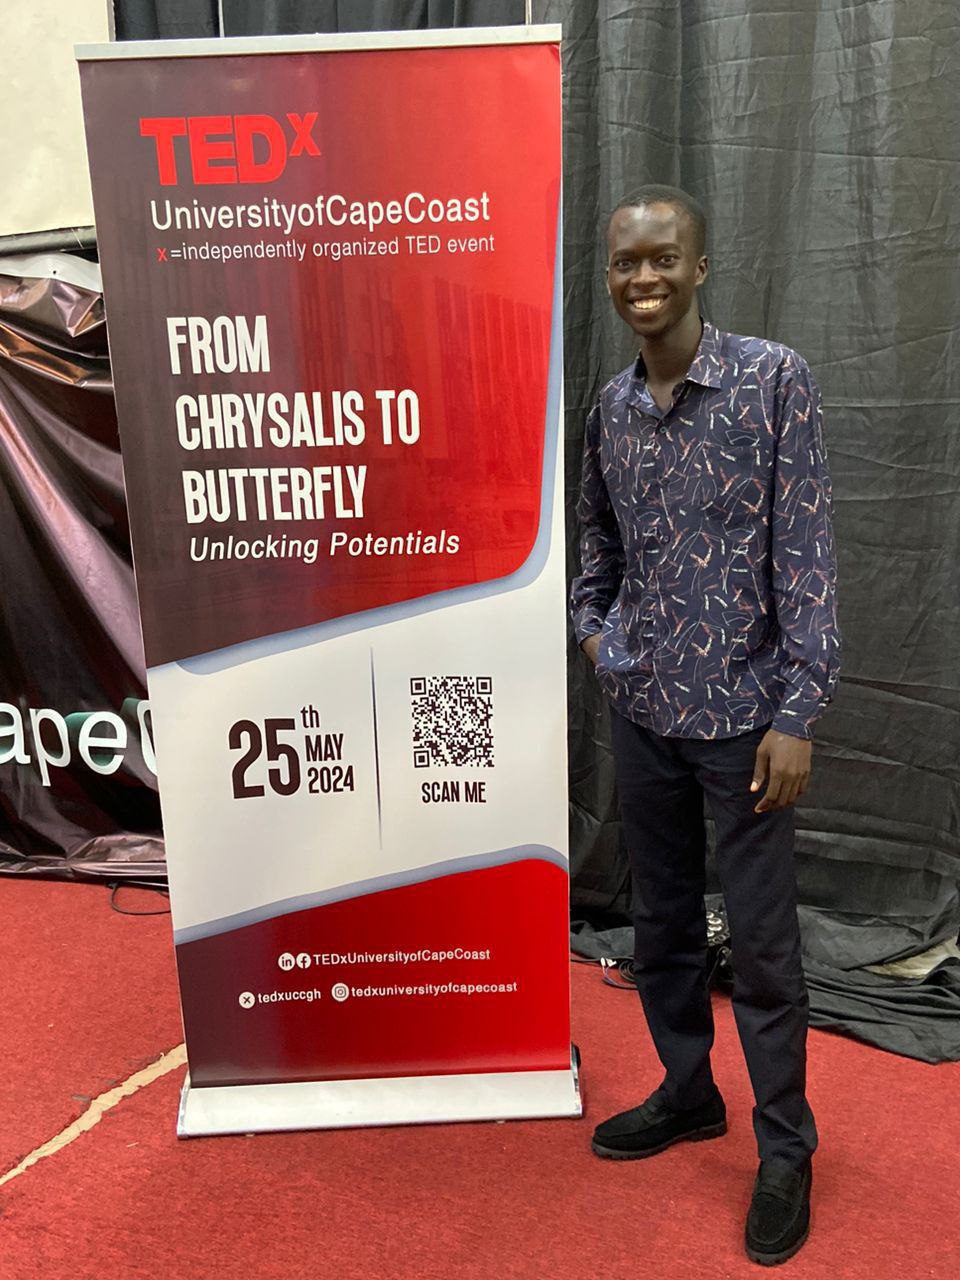 TEDx
UniversityofCapeCoast
x=independently organized TED event
FROM
CHRYSALIS TO
BUTTERFLY
Unlocking Potentials
25th
MAY
2024
SCAN ME
TEDxUniversityofCapeCoast
tedxuccgh tedxuniversityofcapecoast
ape